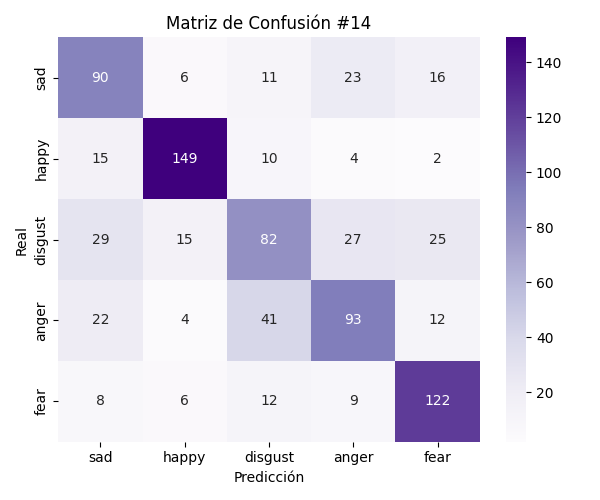 Matriz de Confusión #14
sad 90 6 11 23 16
happy 15 149 10 4 2
disgust 29 15 82 27 25
anger 22 4 41 93 12
fear 8 6 12 9 122
sad happy disgust anger fear
Real
Predicción
140
120
100
80
60
40
20